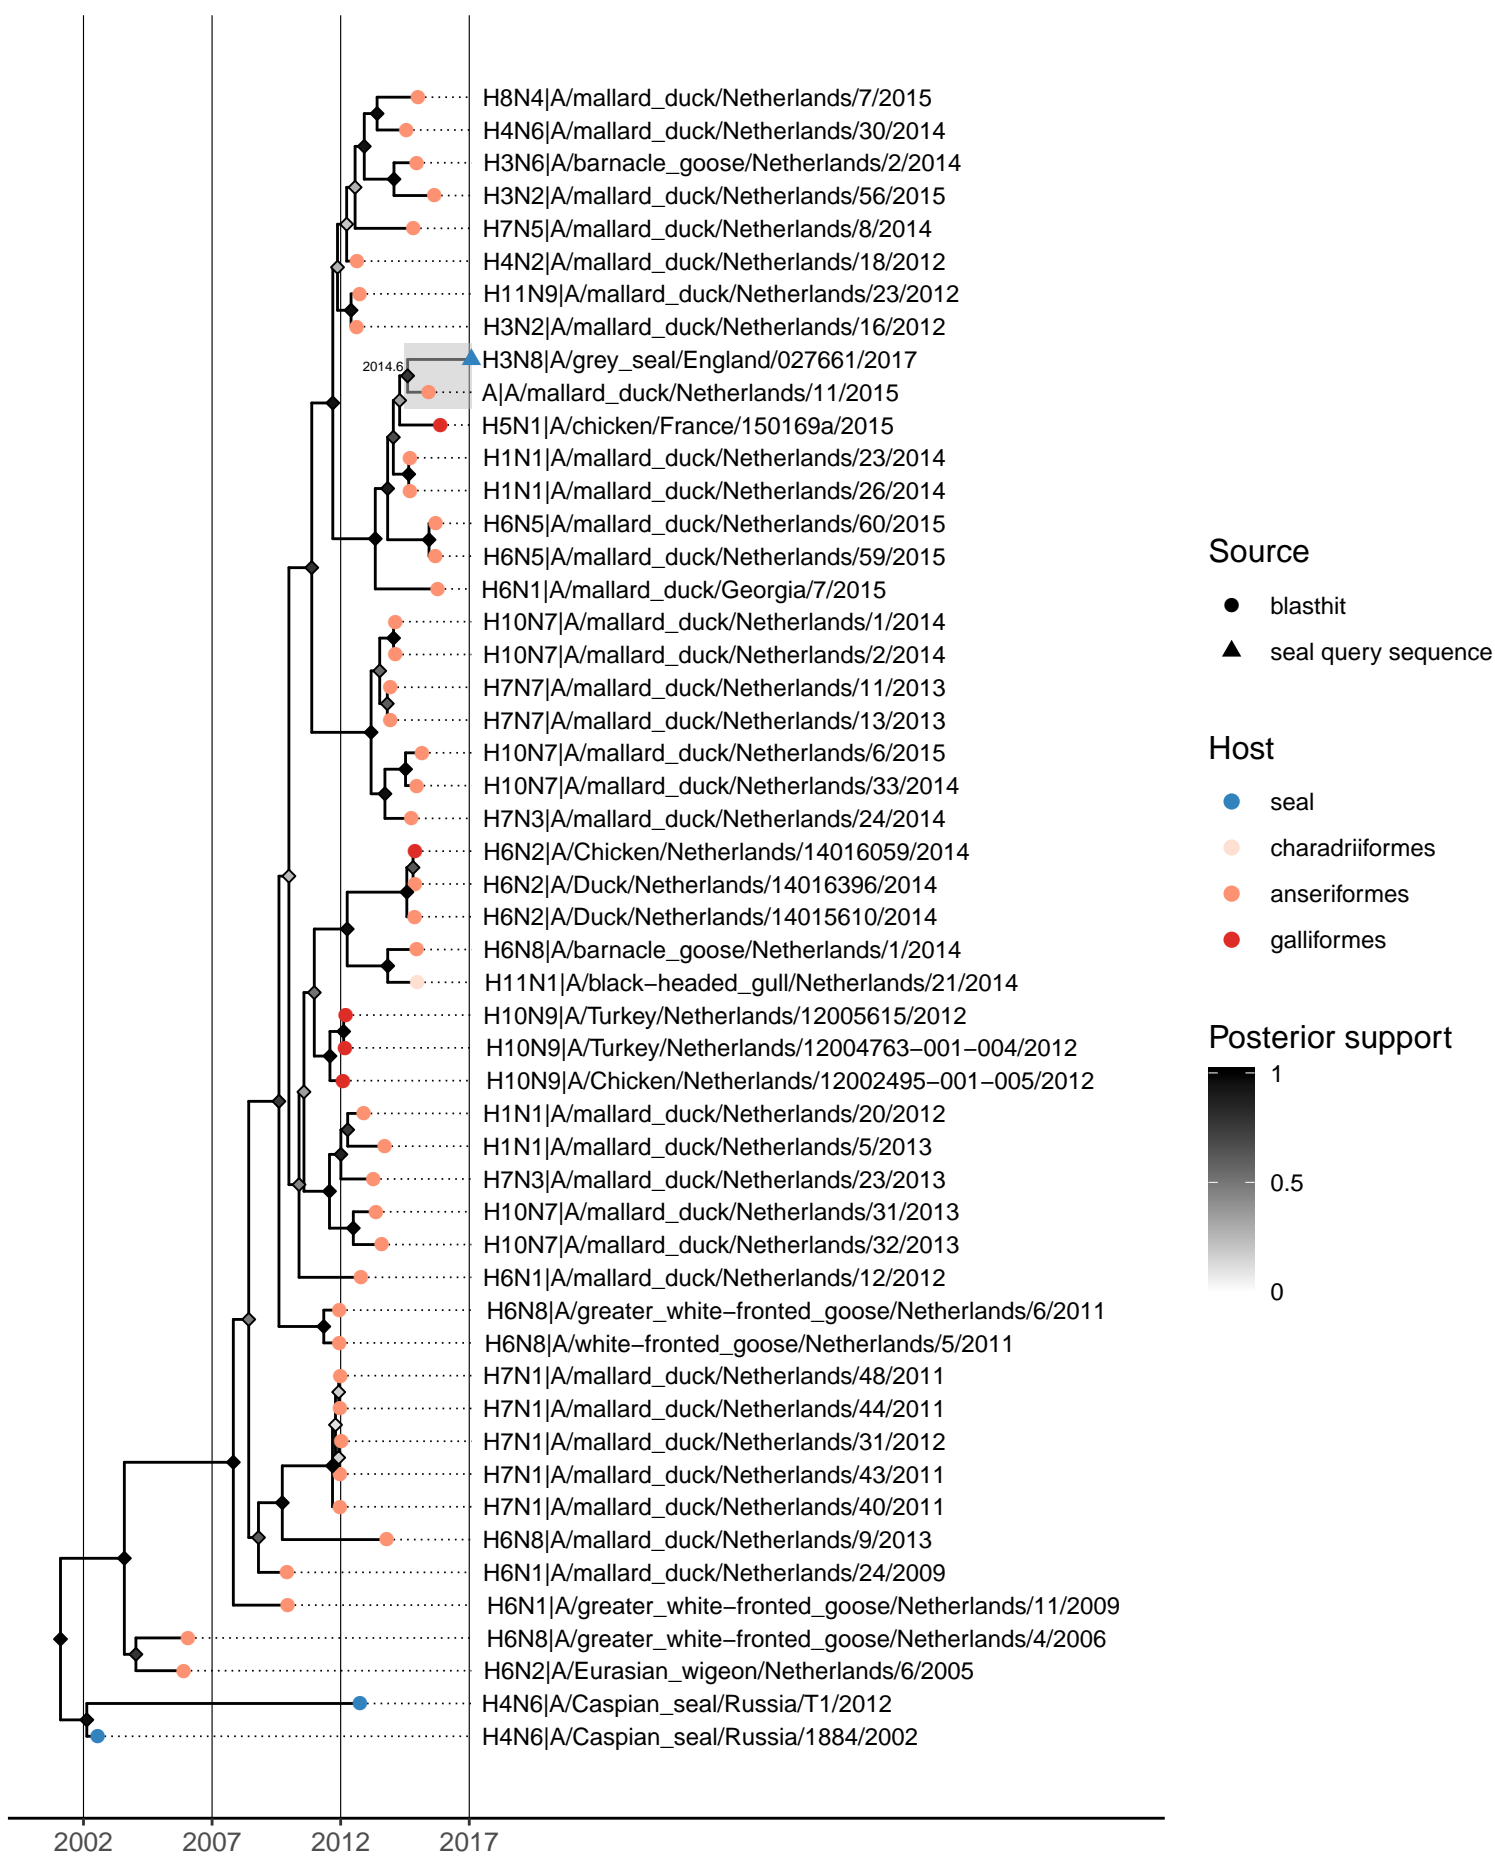 H8N4|A/mallard_duck/Netherlands/7/2015
H4N6|A/mallard_duck/Netherlands/30/2014
H3N6|A/barnacle_goose/Netherlands/2/2014
H3N2|A/mallard_duck/Netherlands/56/2015
H7N5|A/mallard_duck/Netherlands/8/2014
H4N2|A/mallard_duck/Netherlands/18/2012
H11N9|A/mallard_duck/Netherlands/23/2012
H3N2|A/mallard_duck/Netherlands/16/2012
H3N8|A/grey_seal/England/027661/2017
2014.6
A|A/mallard_duck/Netherlands/11/2015
H5N1|A/chicken/France/150169a/2015
H1N1|A/mallard_duck/Netherlands/23/2014
H1N1|A/mallard_duck/Netherlands/26/2014
H6N5|A/mallard_duck/Netherlands/60/2015
H6N5|A/mallard_duck/Netherlands/59/2015
H6N1|A/mallard_duck/Georgia/7/2015
H10N7|A/mallard_duck/Netherlands/1/2014
H10N7|A/mallard_duck/Netherlands/2/2014
H7N7|A/mallard_duck/Netherlands/11/2013
H7N7|A/mallard_duck/Netherlands/13/2013
H10N7|A/mallard_duck/Netherlands/6/2015
H10N7|A/mallard_duck/Netherlands/33/2014
H7N3|A/mallard_duck/Netherlands/24/2014
H6N2|A/Chicken/Netherlands/14016059/2014
H6N2|A/Duck/Netherlands/14016396/2014
H6N2|A/Duck/Netherlands/14015610/2014
H6N8|A/barnacle_goose/Netherlands/1/2014
H11N1|A/black−headed_gull/Netherlands/21/2014
H10N9|A/Turkey/Netherlands/12005615/2012
H10N9|A/Turkey/Netherlands/12004763−001−004/2012
H10N9|A/Chicken/Netherlands/12002495−001−005/2012
H1N1|A/mallard_duck/Netherlands/20/2012
H1N1|A/mallard_duck/Netherlands/5/2013
H7N3|A/mallard_duck/Netherlands/23/2013
H10N7|A/mallard_duck/Netherlands/31/2013
H10N7|A/mallard_duck/Netherlands/32/2013
H6N1|A/mallard_duck/Netherlands/12/2012
H6N8|A/greater_white−fronted_goose/Netherlands/6/2011
H6N8|A/white−fronted_goose/Netherlands/5/2011
H7N1|A/mallard_duck/Netherlands/48/2011
H7N1|A/mallard_duck/Netherlands/44/2011
H7N1|A/mallard_duck/Netherlands/31/2012
H7N1|A/mallard_duck/Netherlands/43/2011
H7N1|A/mallard_duck/Netherlands/40/2011
H6N8|A/mallard_duck/Netherlands/9/2013
H6N1|A/mallard_duck/Netherlands/24/2009
H6N1|A/greater_white−fronted_goose/Netherlands/11/2009
H6N8|A/greater_white−fronted_goose/Netherlands/4/2006
H6N2|A/Eurasian_wigeon/Netherlands/6/2005
H4N6|A/Caspian_seal/Russia/T1/2012
H4N6|A/Caspian_seal/Russia/1884/2002
2002 2007 2012 2017
Source
blasthit
seal query sequence
Host
seal
charadriiformes
anseriformes
galliformes
Posterior support
1
0.5
0